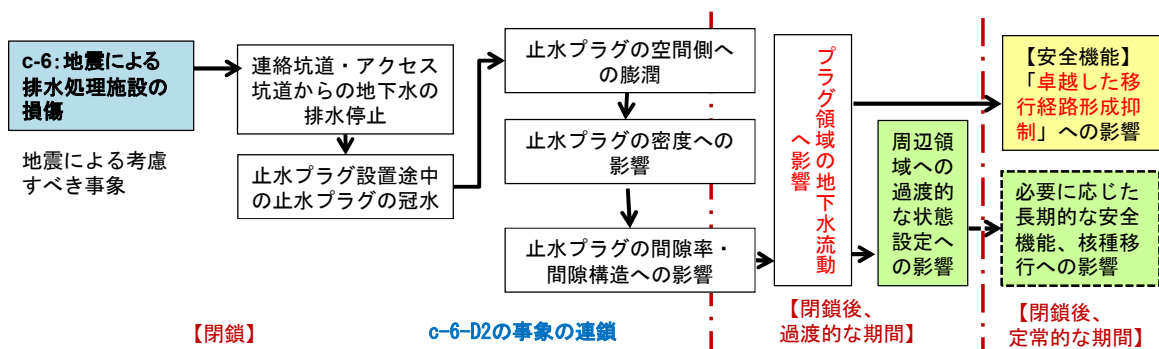 c-6：地震による
排水処理施設の
損傷
地震による考慮
すべき事象
連絡坑道・アクセス
坑道からの地下水の
排水停止
止水プラグ設置途中
の止水プラグの冠水
止水プラグの空間側へ
の膨潤
止水プラグの密度への
影響
止水プラグの間隙率・
間隙構造への影響
プラグ領域の地下水流動
へ影響
周辺領
域への
過渡的
な状態
設定へ
の影響
【安全機能】
「卓越した移
行経路形成抑
制」への影響
必要に応じた
長期的な安全
機能、核種移
行への影響
【閉鎖】
c-6-D2の事象の連鎖
【閉鎖後、
過渡的な期間】
【閉鎖後、
定常的な期間】